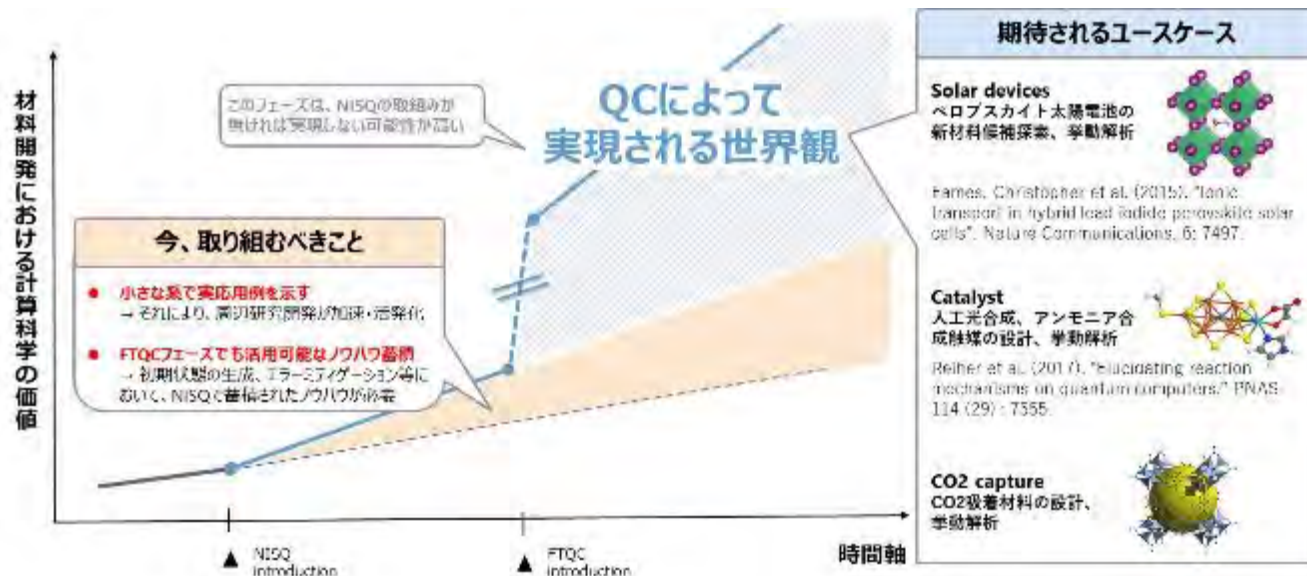 材料開発における計算科学の価値
このフェーズは、NISQの取組みが
無ければ実現しない可能性が高い
QCによって
実現される世界観
今、取り組むべきこと
● 小さな系で実応用例を示す
→ それにより、周辺研究開発が加速・活発化
● FTQCフェーズでも活用可能なノウハウ蓄積
→ 初期状態の生成、エラーミティゲーション等に
おいて、NISQで蓄積されたノウハウが必要
▲ NISQ
introduction
▲ FTQC
introduction
時間軸
期待されるユースケース
Solar devices
ペロブスカイト太陽電池の
新材料候補探索、挙動解析
Eames, Christopher et al. (2015). "Ionic
transport in hybrid lead iodide perovskite solar
cells". Nature Communications. 6: 7497.
Catalyst
人工光合成、アンモニア合
成触媒の設計、挙動解析
Reiher et al. (2017). "Elucidating reaction
mechanisms on quantum computers." PNAS
114 (29) : 7555
CO2 capture
CO2吸着材料の設計、
挙動解析